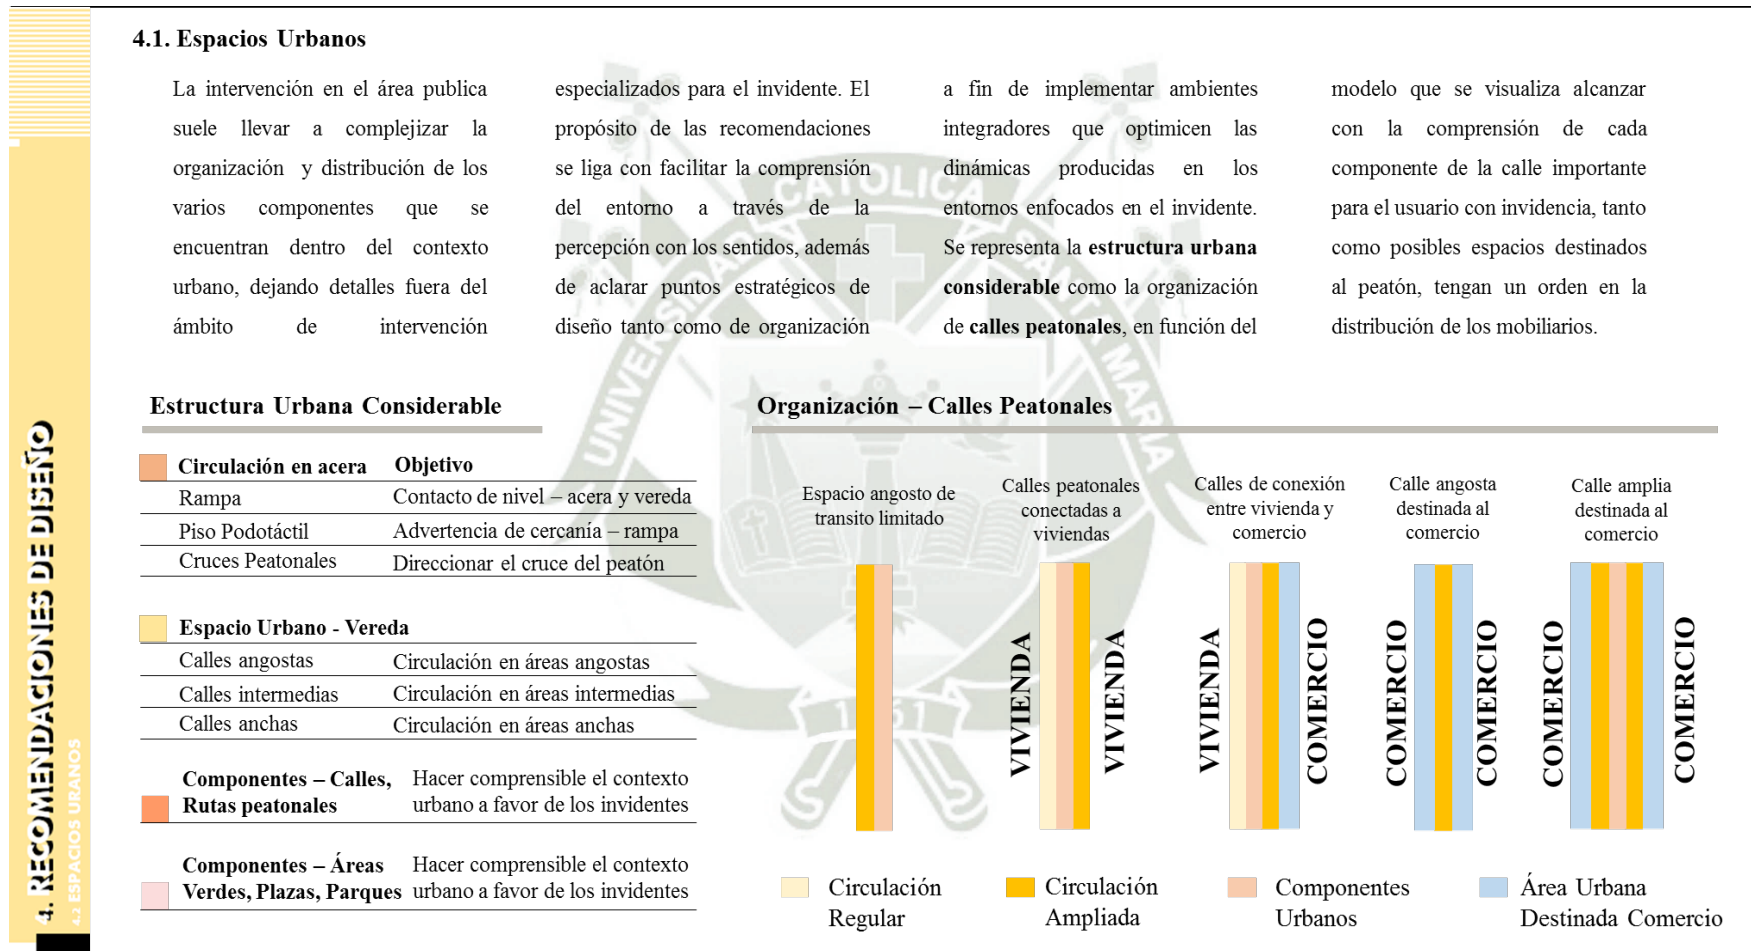 4.1. Espacios Urbanos
La intervención en el área publica
suele llevar a complejizar la
organización y distribución de los
varios componentes que se
encuentran dentro del contexto
urbano, dejando detalles fuera del
ámbito de intervención
especializados para el invidente. El
propósito de las recomendaciones
se liga con facilitar la comprensión
del entorno a través de la
percepción con los sentidos, además
de aclarar puntos estratégicos de
diseño tanto como de organización
a fin de implementar ambientes
integradores que optimicen las
dinámicas producidas en los
entornos enfocados en el invidente.
Se representa la estructura urbana
considerable como la organización
de calles peatonales, en función del
modelo que se visualiza alcanzar
con la comprensión de cada
componente de la calle importante
para el usuario con invidencia, tanto
como posibles espacios destinados
al peatón, tengan un orden en la
distribución de los mobiliarios.
Estructura Urbana Considerable
Circulación en acera Objetivo
Rampa Contacto de nivel – acera y vereda
Piso Podotáctil Advertencia de cercanía – rampa
Cruces Peatonales Direccionar el cruce del peatón
Espacio Urbano - Vereda
Calles angostas Circulación en áreas angostas
Calles intermedias Circulación en áreas intermedias
Calles anchas Circulación en áreas anchas
Componentes – Calles, Hacer comprensible el contexto
Rutas peatonales urbano a favor de los invidentes
Componentes – Áreas Hacer comprensible el contexto
Verdes, Plazas, Parques urbano a favor de los invidentes
Organización – Calles Peatonales
Espacio angosto de
transito limitado
Calles peatonales
conectadas a
viviendas
VIVIENDA
VIVIENDA
Calles de conexión
entre vivienda y
comercio
VIVIENDA
COMERCIO
Calle angosta
destinada al
comercio
COMERCIO
COMERCIO
Calle amplia
destinada al
comercio
COMERCIO
COMERCIO
Circulación
Regular
Circulación
Ampliada
Componentes
Urbanos
Área Urbana
Destinada Comercio
4. RECOMENDACIONES DE DISEÑO
4.2 ESPACIOS URANOS
UNIVERSIDAD CATOLICA SANTA MARIA
1961